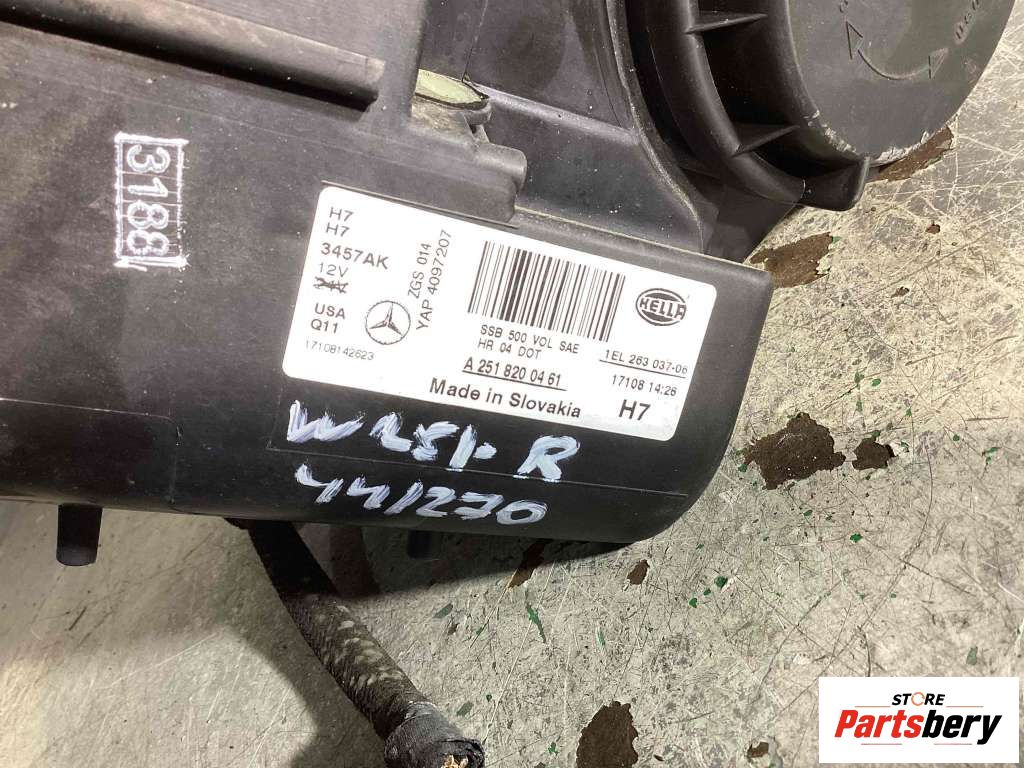 3188
H7
H7
3457AK
12V
24V
USA
Q11
17108142623
ZGS 014
YAP 4097207
SSB 500 VOL SAE
HR 04 DOT
A 251 820 04 61
Made in Slovakia
HELLA
1EL 263 037-06
17108 14:26
H7
W251-R
441270
STORE
Partsbery